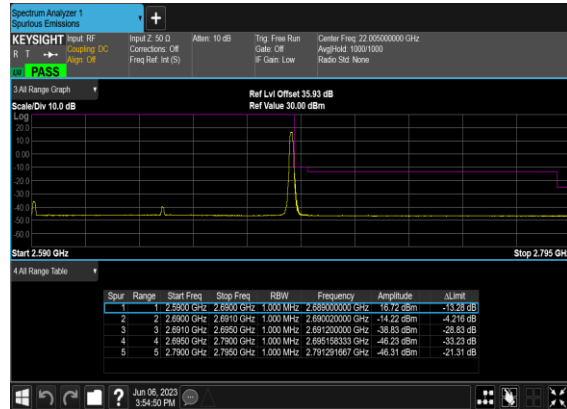 Spectrum Analyzer 1
Spurious Emissions
+
KEYSIGHT Input: RF Input Z: 50 Ω Atten: 10 dB Trig: Free Run Center Freq: 22.005000000 GHz
R T Coupling: DC Corrections: Off Gate: Off Avg|Hold: 1000/1000
Align: Off Freq Ref: Int (S) IF Gain: Low Radio Std: None
LW PASS
3 All Range Graph
Ref Lvl Offset 35.93 dB
Scale/Div 10.0 dB Ref Value 30.00 dBm
Log
20.0
10.0
0.00
-10.0
-20.0
-30.0
-40.0
-50.0
-60.0
Start 2.590 GHz Stop 2.795 GHz
4 All Range Table
Spur Range Start Freq Stop Freq RBW Frequency Amplitude ΔLimit
1 1 2.5900 GHz 2.6900 GHz 1.000 MHz 2.689000000 GHz 16.72 dBm -13.28 dB
2 2 2.6900 GHz 2.6910 GHz 1.000 MHz 2.690020000 GHz -14.22 dBm -4.216 dB
3 3 2.6910 GHz 2.6950 GHz 1.000 MHz 2.691200000 GHz -38.83 dBm -28.83 dB
4 4 2.6950 GHz 2.7900 GHz 1.000 MHz 2.695158333 GHz -46.23 dBm -33.23 dB
5 5 2.7900 GHz 2.7950 GHz 1.000 MHz 2.791291667 GHz -46.31 dBm -21.31 dB
?
Jun 06, 2023
3:54:50 PM